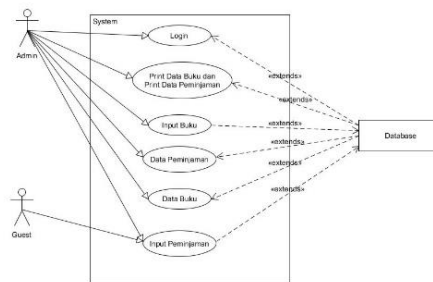 System
Admin
Login
«extends»
Print Data Buku dan
Print Data Peminjaman
«extends»
Input Buku
«extends»
Database
Data Peminjaman
«extends»
Data Buku
«extends»
Guest
Input Peminjaman